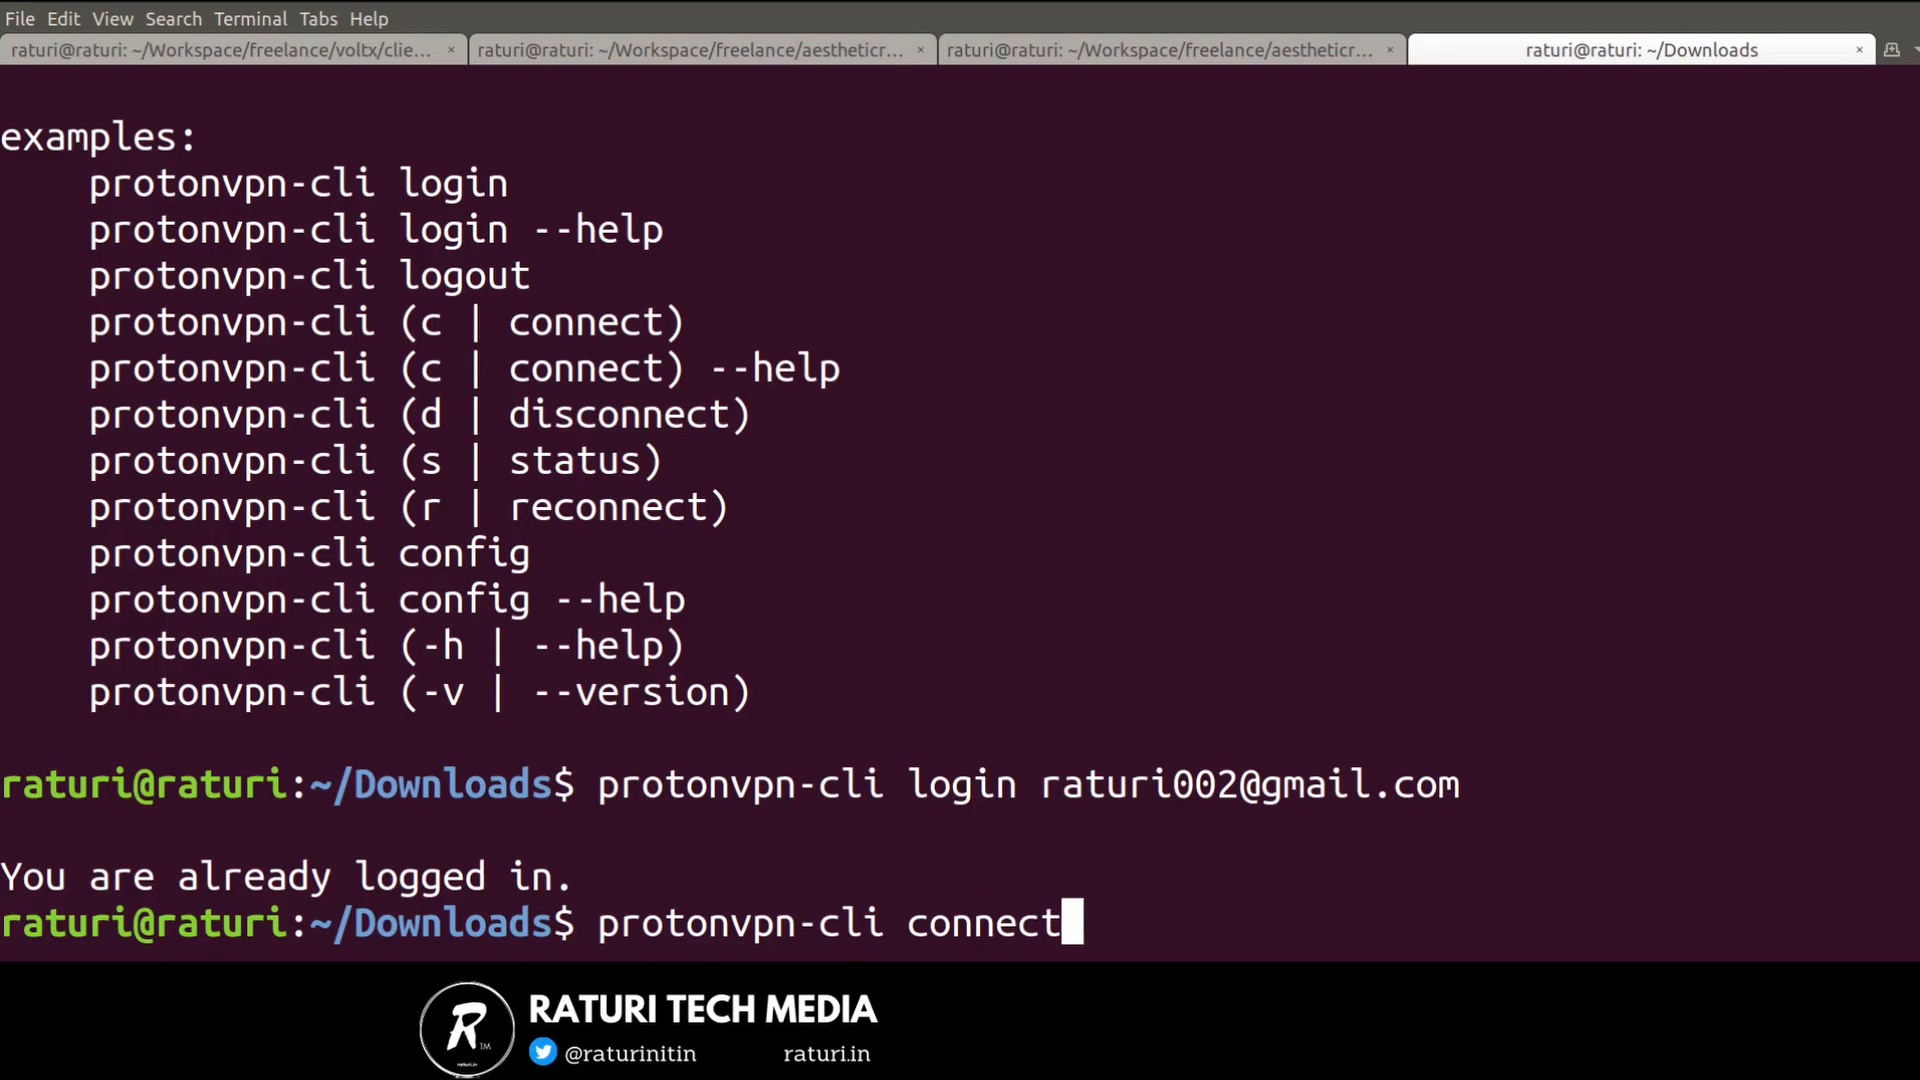 File Edit View Search Terminal Tabs Help
raturi@raturi: ~/Workspace/freelance/voltx/clie... × raturi@raturi: ~/Workspace/freelance/aestheticr... × raturi@raturi: ~/Workspace/freelance/aestheticr... × raturi@raturi: ~/Downloads ×
examples:
protonvpn-cli login
protonvpn-cli login --help
protonvpn-cli logout
protonvpn-cli (c | connect)
protonvpn-cli (c | connect) --help
protonvpn-cli (d | disconnect)
protonvpn-cli (s | status)
protonvpn-cli (r | reconnect)
protonvpn-cli config
protonvpn-cli config --help
protonvpn-cli (-h | --help)
protonvpn-cli (-v | --version)
raturi@raturi:~/Downloads$ protonvpn-cli login raturi002@gmail.com
You are already logged in.
raturi@raturi:~/Downloads$ protonvpn-cli connect
R TM
raturi.in
RATURI TECH MEDIA
@raturinitin raturi.in